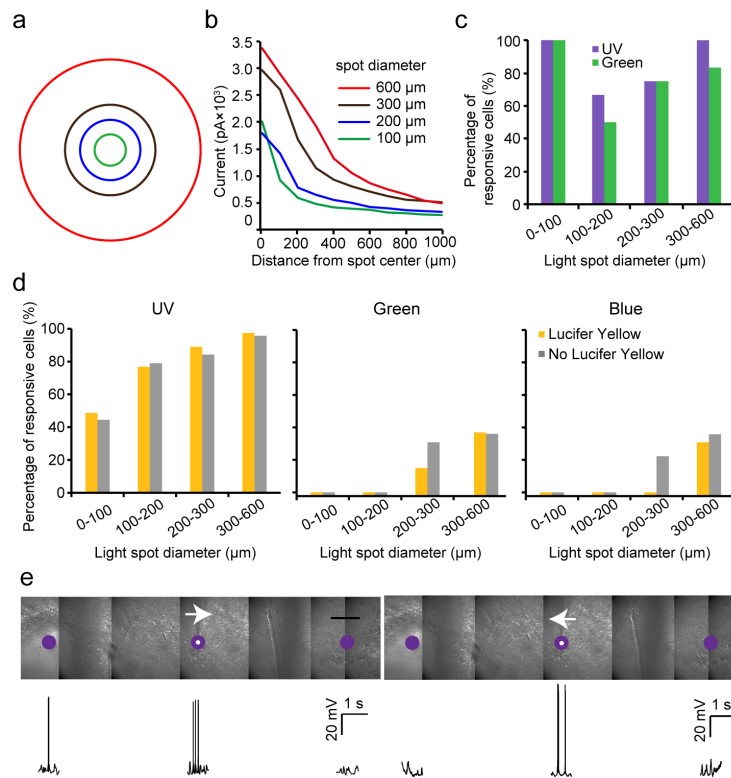 a
b
c
Current (pA×10³)
3.5
3.0
2.5
2.0
1.5
1.0
0.5
0
0
200
400
600
800
1000
Distance from spot center (µm)
spot diameter
600 µm
300 µm
200 µm
100 µm
Percentage of
responsive cells (%)
100
80
60
40
20
0
UV
Green
0-100
100-200
200-300
300-600
Light spot diameter (µm)
d
Percentage of responsive cells (%)
UV
100
80
60
40
20
0
0-100
100-200
200-300
300-600
Light spot diameter (µm)
Green
0-100
100-200
200-300
300-600
Light spot diameter (µm)
Blue
Lucifer Yellow
No Lucifer Yellow
0-100
100-200
200-300
300-600
Light spot diameter (µm)
e
20 mV
1 s
20 mV
1 s